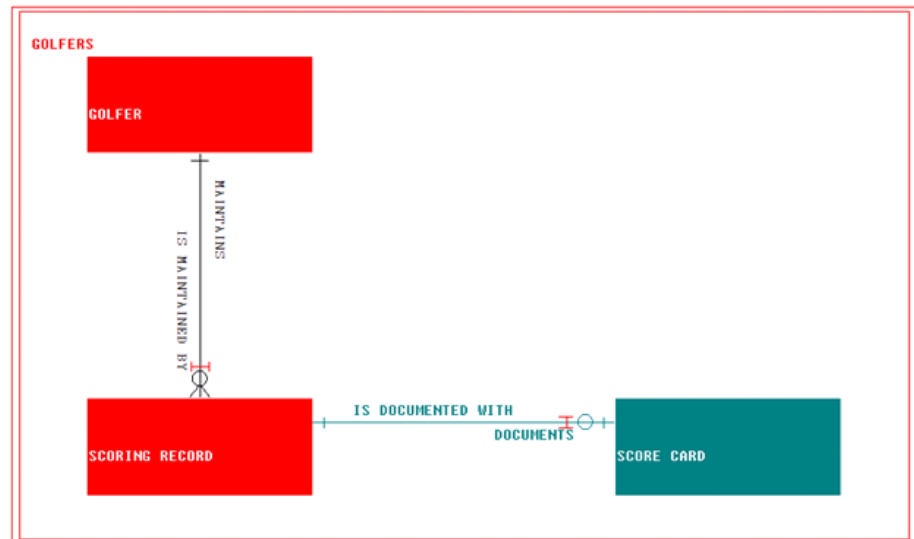 GOLFERS
GOLFER
MAINTAINS
IS MAINTAINED BY
IS DOCUMENTED WITH
DOCUMENTS
SCORING RECORD
SCORE CARD